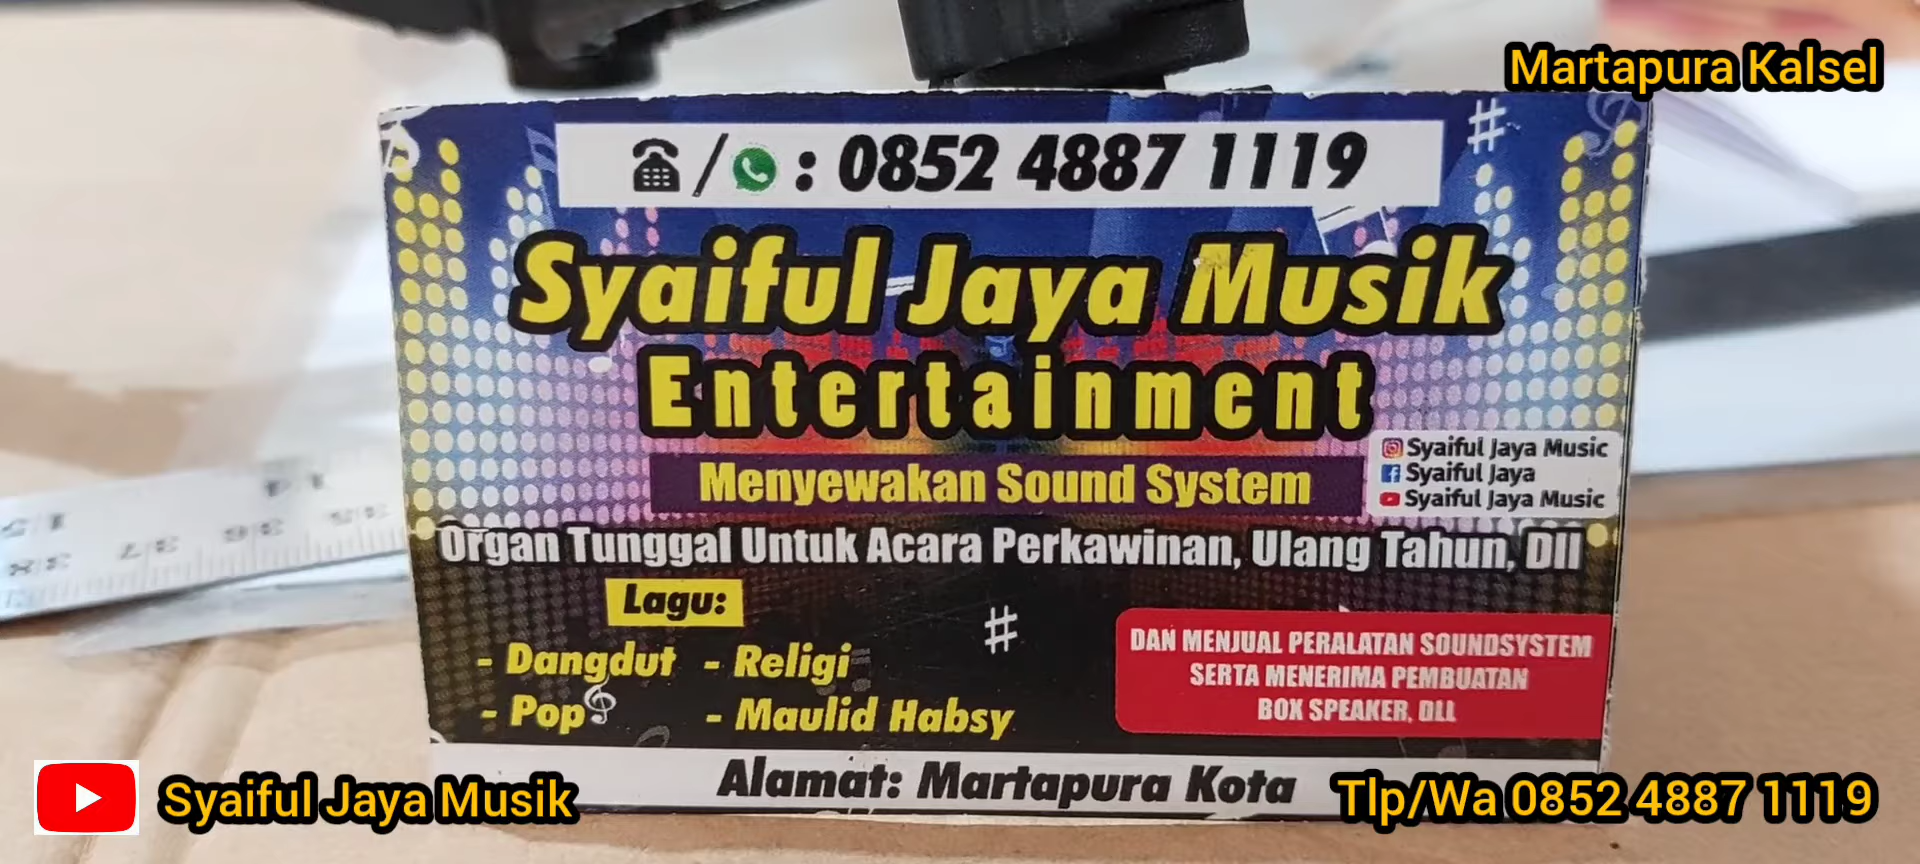 Martapura Kalsel
: 0852 4887 1119
Syaiful Jaya Musik
Entertainment
Syaiful Jaya Music
Syaiful Jaya
Syaiful Jaya Music
Menyewakan Sound System
Organ Tunggal Untuk Acara Perkawinan, Ulang Tahun, Dll
Lagu:
- Dangdut - Religi
- Pop - Maulid Habsy
DAN MENJUAL PERALATAN SOUNDSYSTEM
SERTA MENERIMA PEMBUATAN
BOX SPEAKER, DLL
Alamat: Martapura Kota
Syaiful Jaya Musik
Tlp/Wa 0852 4887 1119